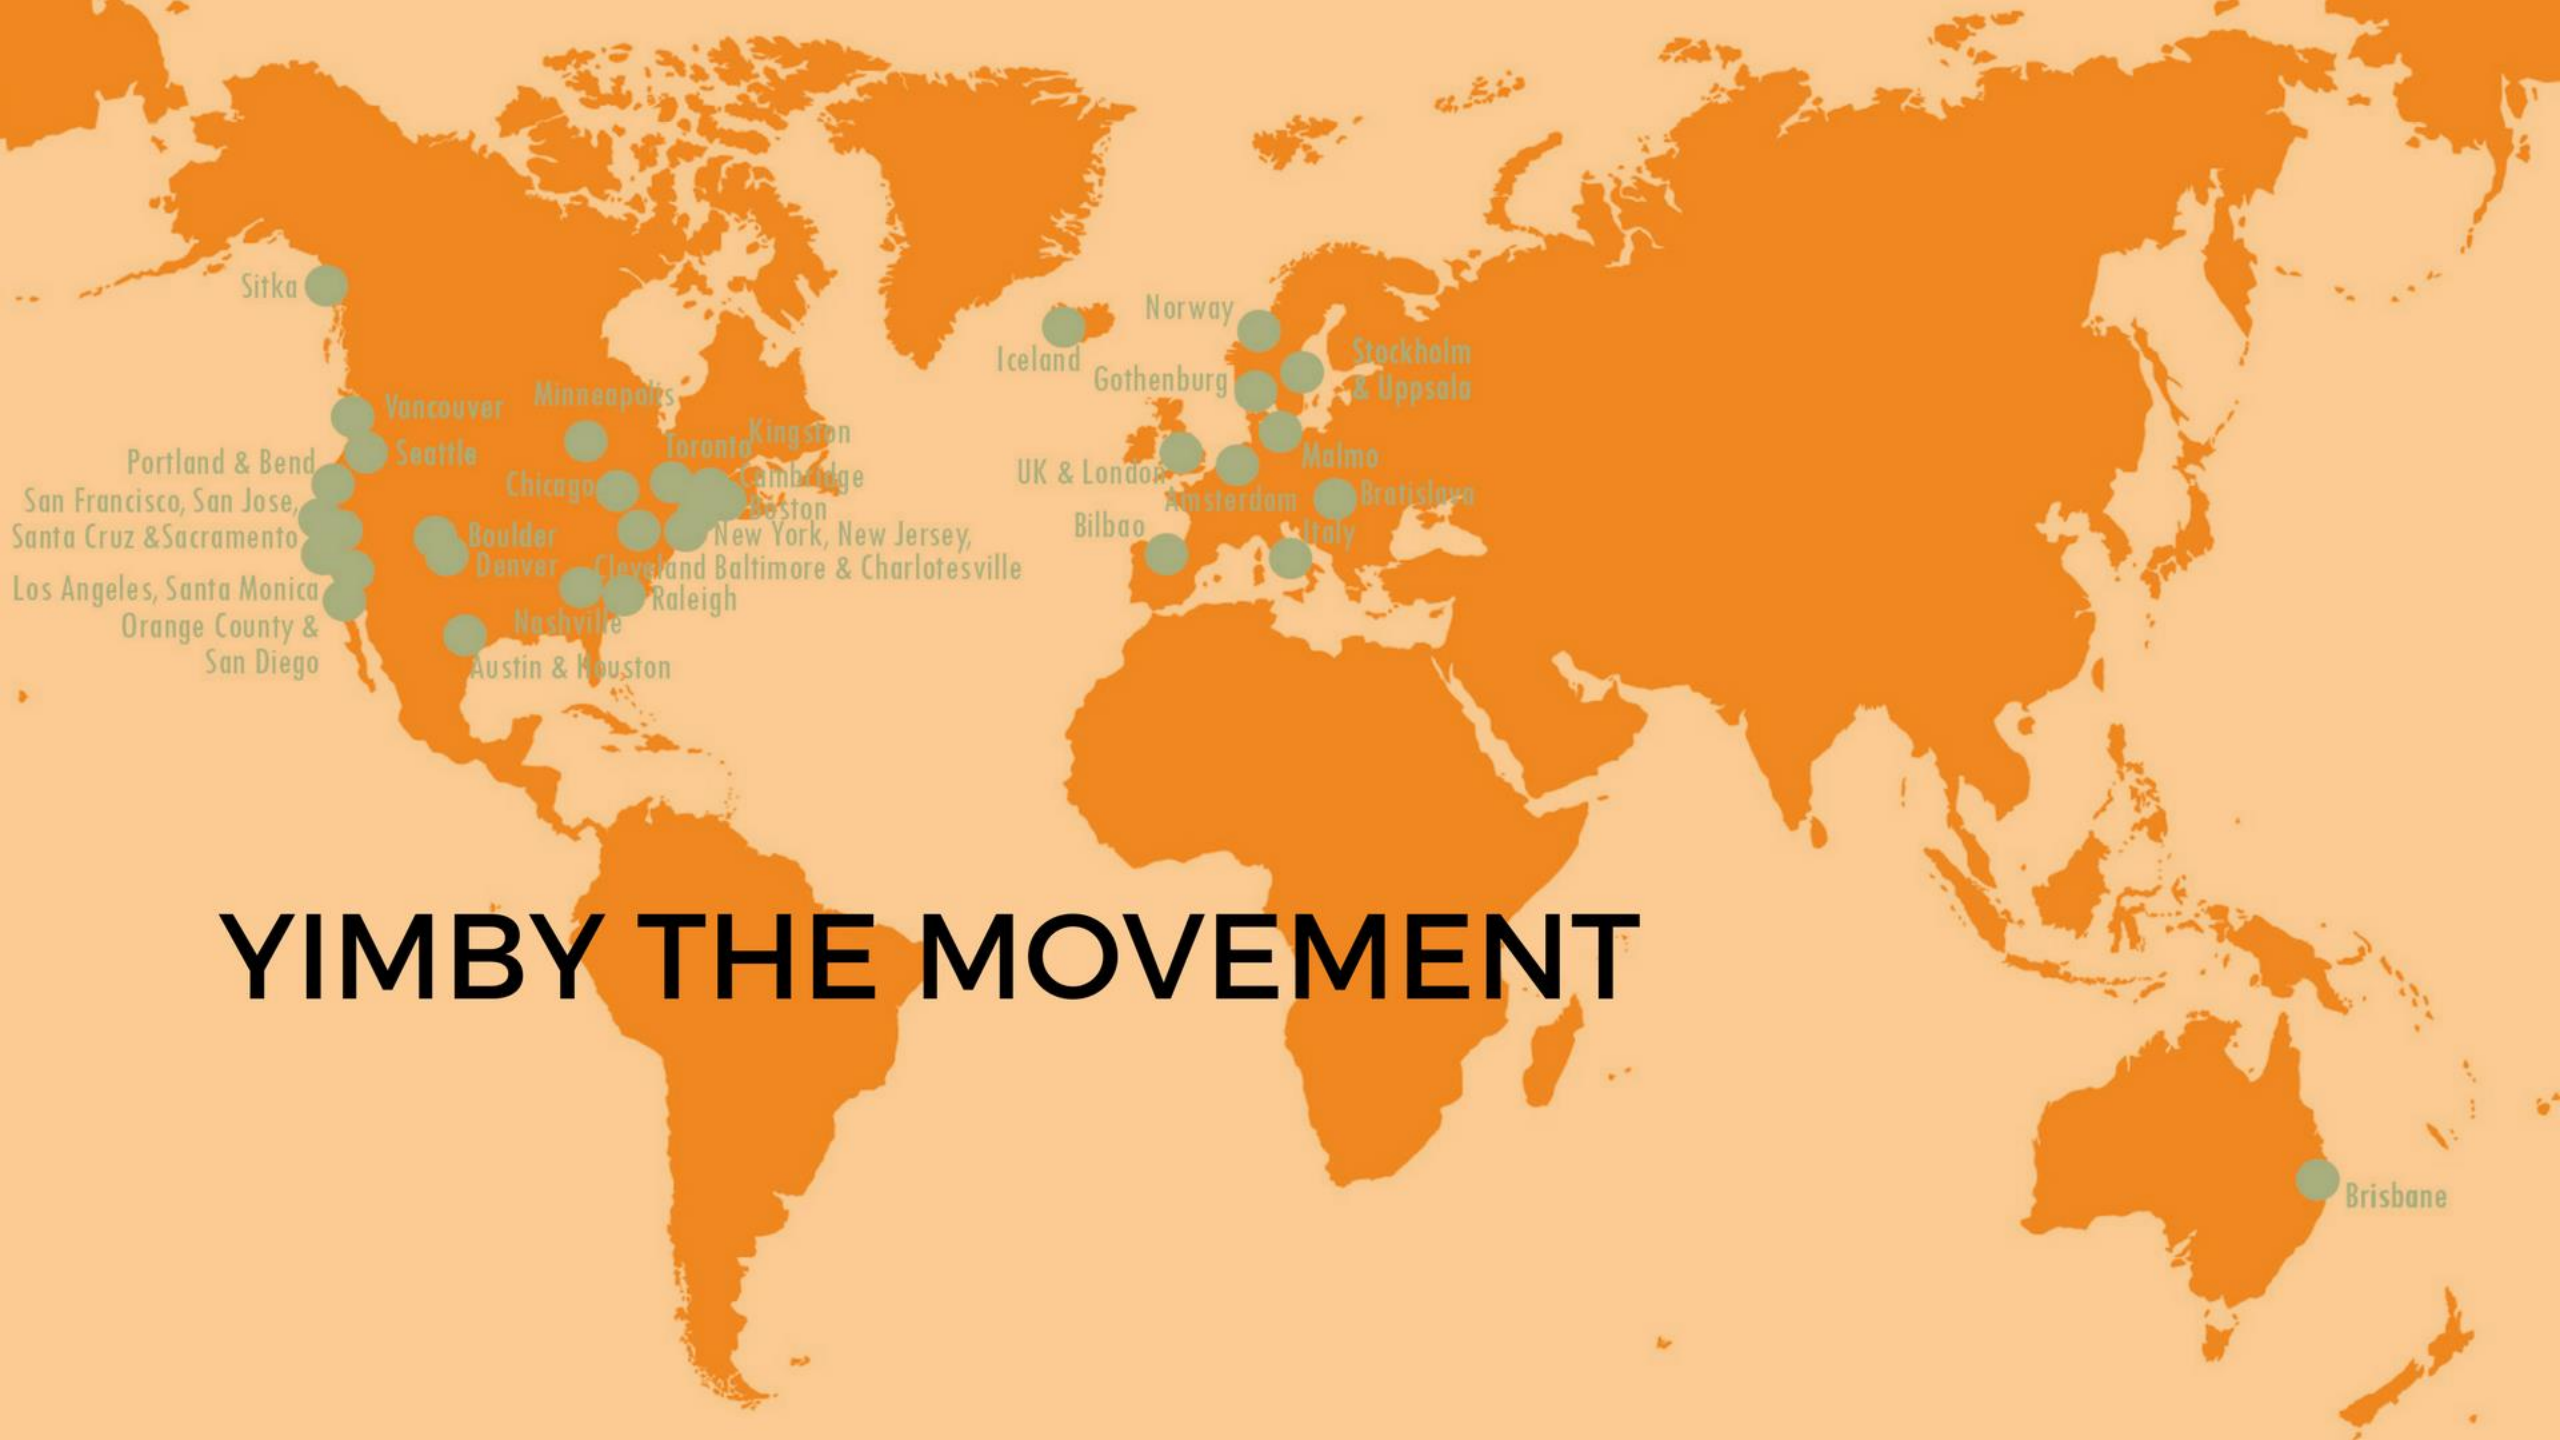 Sitka
Vancouver
Seattle
Portland & Bend
San Francisco, San Jose,
Santa Cruz &Sacramento
Los Angeles, Santa Monica
Orange County &
San Diego
Boulder
Denver
Minneapolis
Chicago
Toronto
Kingston
Cambridge
Boston
New York, New Jersey,
Cleveland Baltimore & Charlotesville
Raleigh
Nashville
Austin & Houston
Iceland
Norway
Gothenburg
Stockholm
& Uppsala
UK & London
Malmo
Amsterdam
Bratislava
Bilbao
Italy
YIMBY THE MOVEMENT
Brisbane